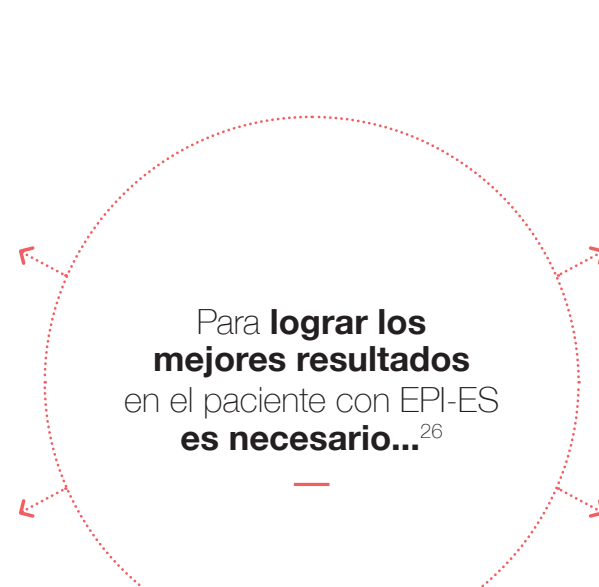 Para lograr los
mejores resultados
en el paciente con EPI-ES
es necesario...26